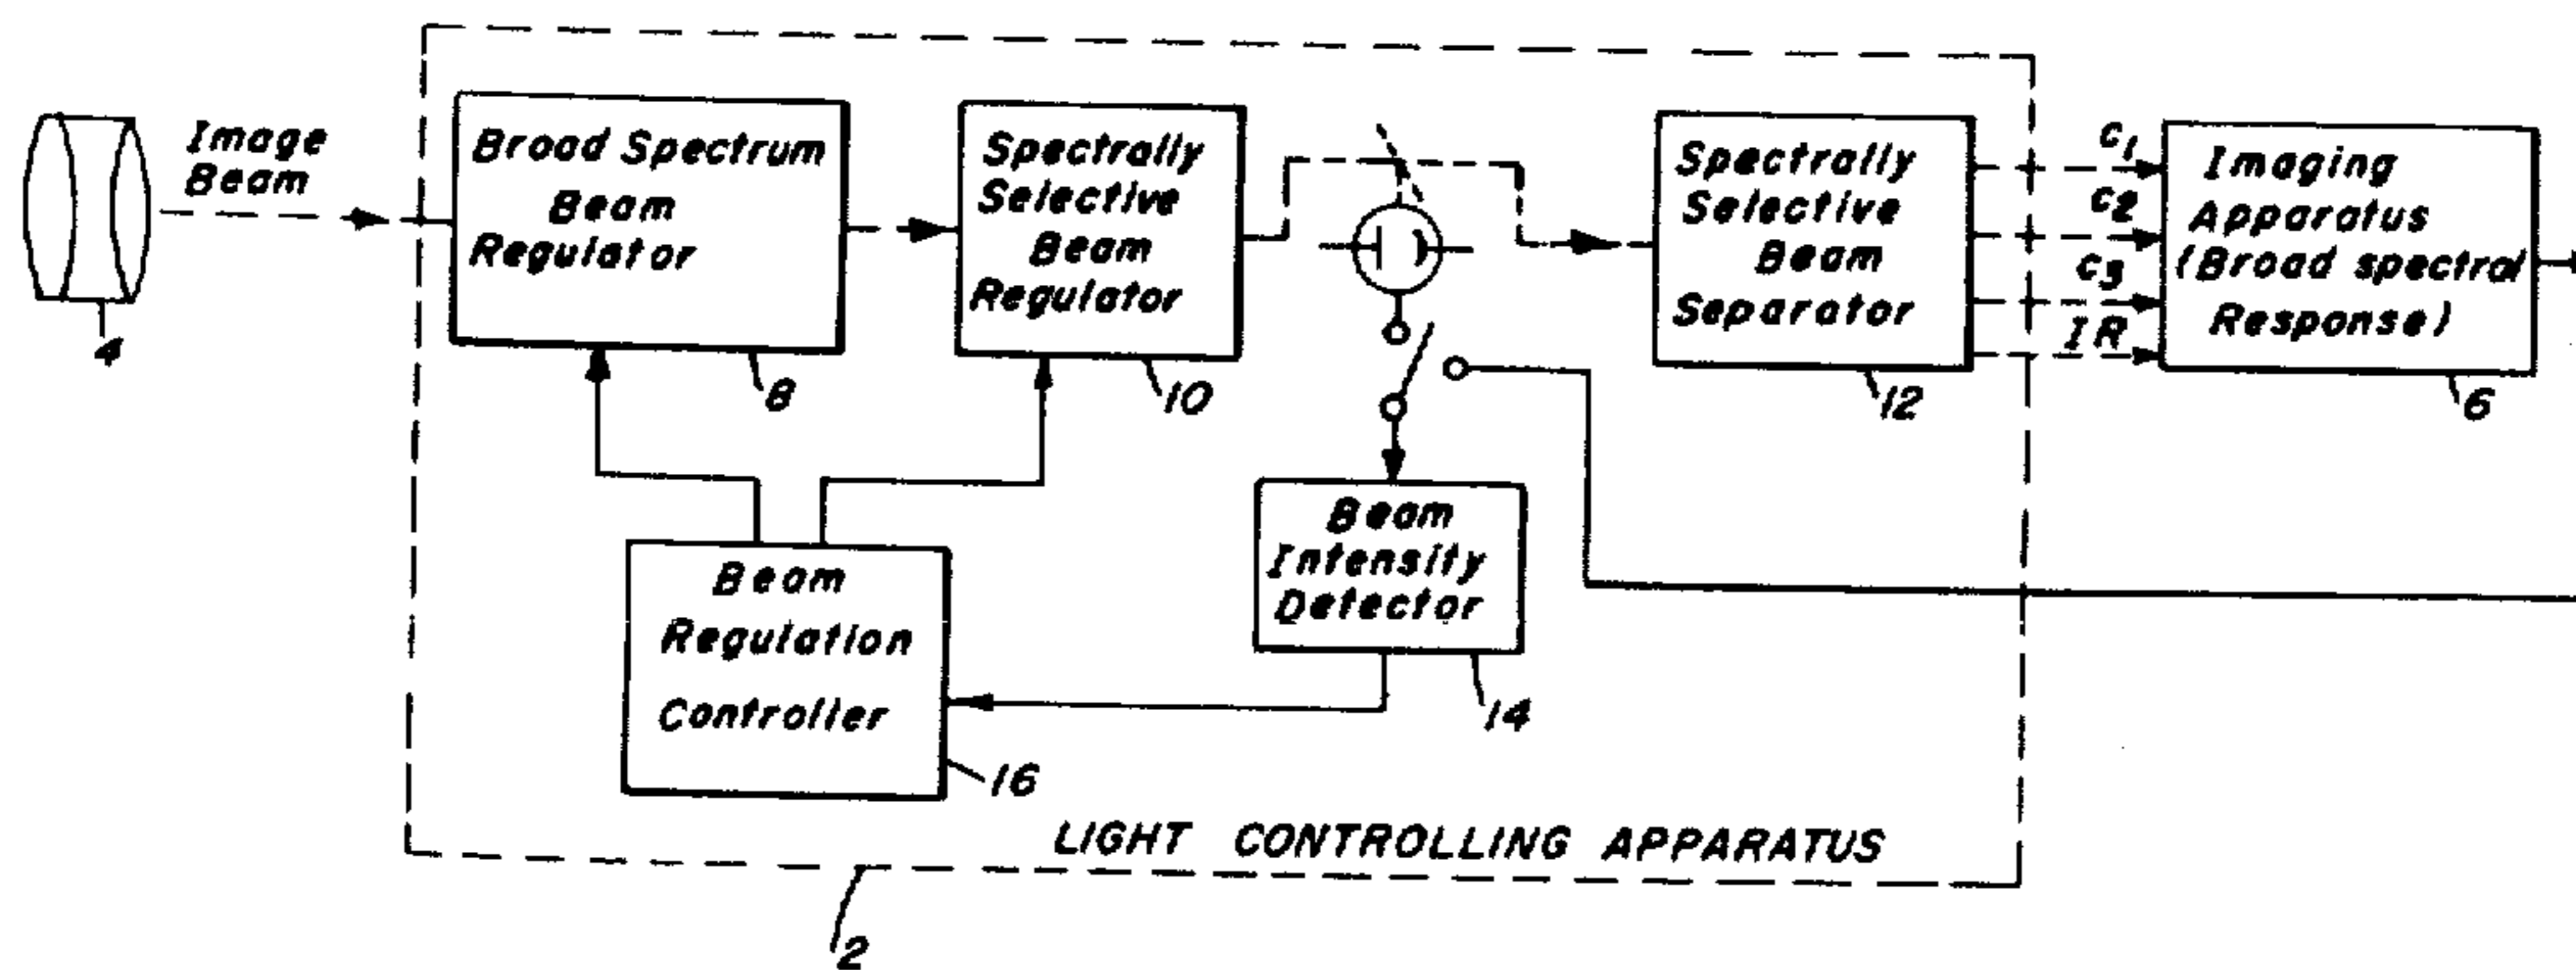 Image
Beam
4
Broad Spectrum
Beam
Regulator
8
Spectrally
Selective
Beam
Regulator
10
Spectrally
Selective
Beam
Separator
12
C1
C2
C3
IR
Imaging
Apparatus
(Broad spectral
Response)
6
Beam
Intensity
Detector
14
Beam
Regulation
Controller
16
LIGHT CONTROLLING APPARATUS
2